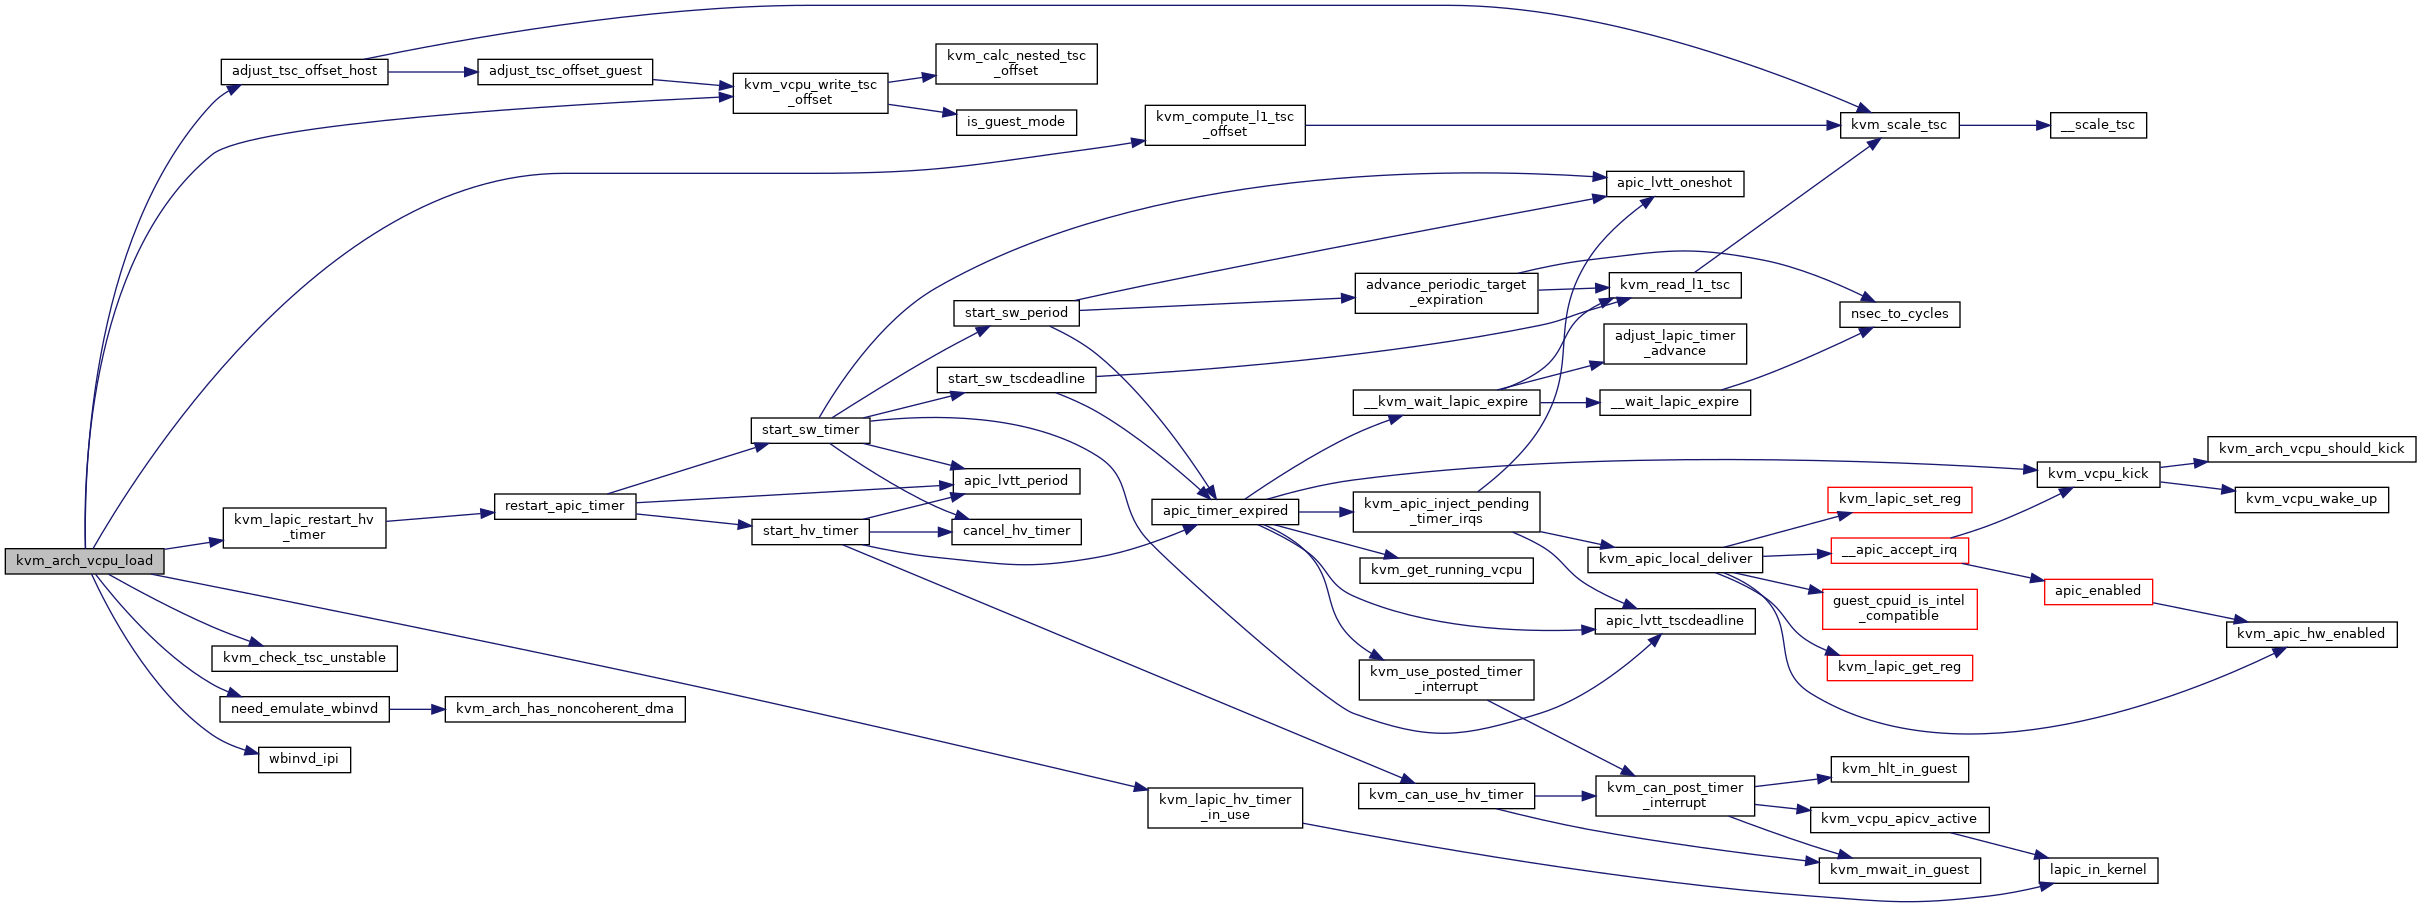 kvm_arch_vcpu_load
adjust_tsc_offset_host
adjust_tsc_offset_guest
kvm_vcpu_write_tsc
_offset
kvm_calc_nested_tsc
_offset
is_guest_mode
kvm_compute_l1_tsc
_offset
kvm_scale_tsc
__scale_tsc
apic_lvtt_oneshot
start_sw_period
advance_periodic_target
_expiration
kvm_read_l1_tsc
nsec_to_cycles
adjust_lapic_timer
_advance
start_sw_tscdeadline
__kvm_wait_lapic_expire
__wait_lapic_expire
start_sw_timer
apic_lvtt_period
kvm_vcpu_kick
kvm_arch_vcpu_should_kick
kvm_vcpu_wake_up
kvm_lapic_restart_hv
_timer
restart_apic_timer
start_hv_timer
cancel_hv_timer
apic_timer_expired
kvm_apic_inject_pending
_timer_irqs
kvm_lapic_set_reg
kvm_get_running_vcpu
kvm_apic_local_deliver
__apic_accept_irq
apic_enabled
guest_cpuid_is_intel
_compatible
apic_lvtt_tscdeadline
kvm_apic_hw_enabled
kvm_check_tsc_unstable
kvm_use_posted_timer
_interrupt
kvm_lapic_get_reg
need_emulate_wbinvd
kvm_arch_has_noncoherent_dma
wbinvd_ipi
kvm_lapic_hv_timer
_in_use
kvm_can_use_hv_timer
kvm_can_post_timer
_interrupt
kvm_hlt_in_guest
kvm_vcpu_apicv_active
kvm_mwait_in_guest
lapic_in_kernel